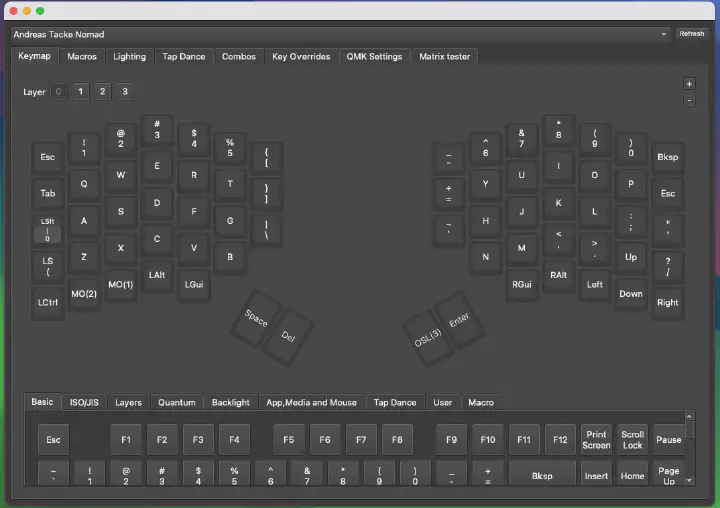 Andreas Tacke Nomad
Refresh
Keymap Macros Lighting Tap Dance Combos Key Overrides QMK Settings Matrix tester
Layer 0 1 2 3
+
-
Esc ! 1 @ 2 # 3 $ 4 % 5 { [
_ - ^ 6 & 7 * 8 ( 9 ) 0 Bksp
Tab Q W E R T } ]
+ = Y U I O P Esc
LSft ) 0 A S D F G | \
~ ` H J K L : ; " '
LS ( Z X C V B
N M < , > . Up ? /
LCtrl MO(2) MO(1) LAlt LGui
RGui RAlt Left Down Right
Space Del
OSL(3) Enter
Basic ISO/JIS Layers Quantum Backlight App,Media and Mouse Tap Dance User Macro
Esc F1 F2 F3 F4 F5 F6 F7 F8 F9 F10 F11 F12 Print Screen Scroll Lock Pause
~ ` ! 1 @ 2 # 3 $ 4 % 5 ^ 6 & 7 * 8 ( 9 ) 0 _ - + = Bksp Insert Home Page Up